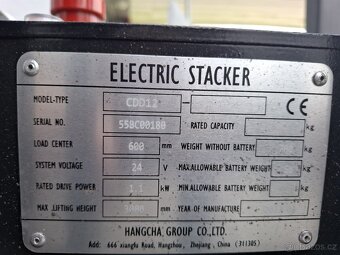 ELECTRIC STACKER
MODEL-TYPE CDD12 - CE
SERIAL NO. 55BC00180 RATED CAPACITY kg
LOAD CENTER 600 mm WEIGHT WITHOUT BATTERY kg
SYSTEM VOLTAGE 24 V MAX.ALLOWABLE BATTERY WEIGHT kg
RATED DRIVE POWER kW MIN.ALLOWABLE BATTERY WEIGHT kg
MAX LIFTING HEIGHT 3000 mm YEAR OF MANUFACTURE
HANGCHA GROUP CO.,LTD.
Add: 666 xiangfu Road, Hangzhou, Zhejiang, China (311305)